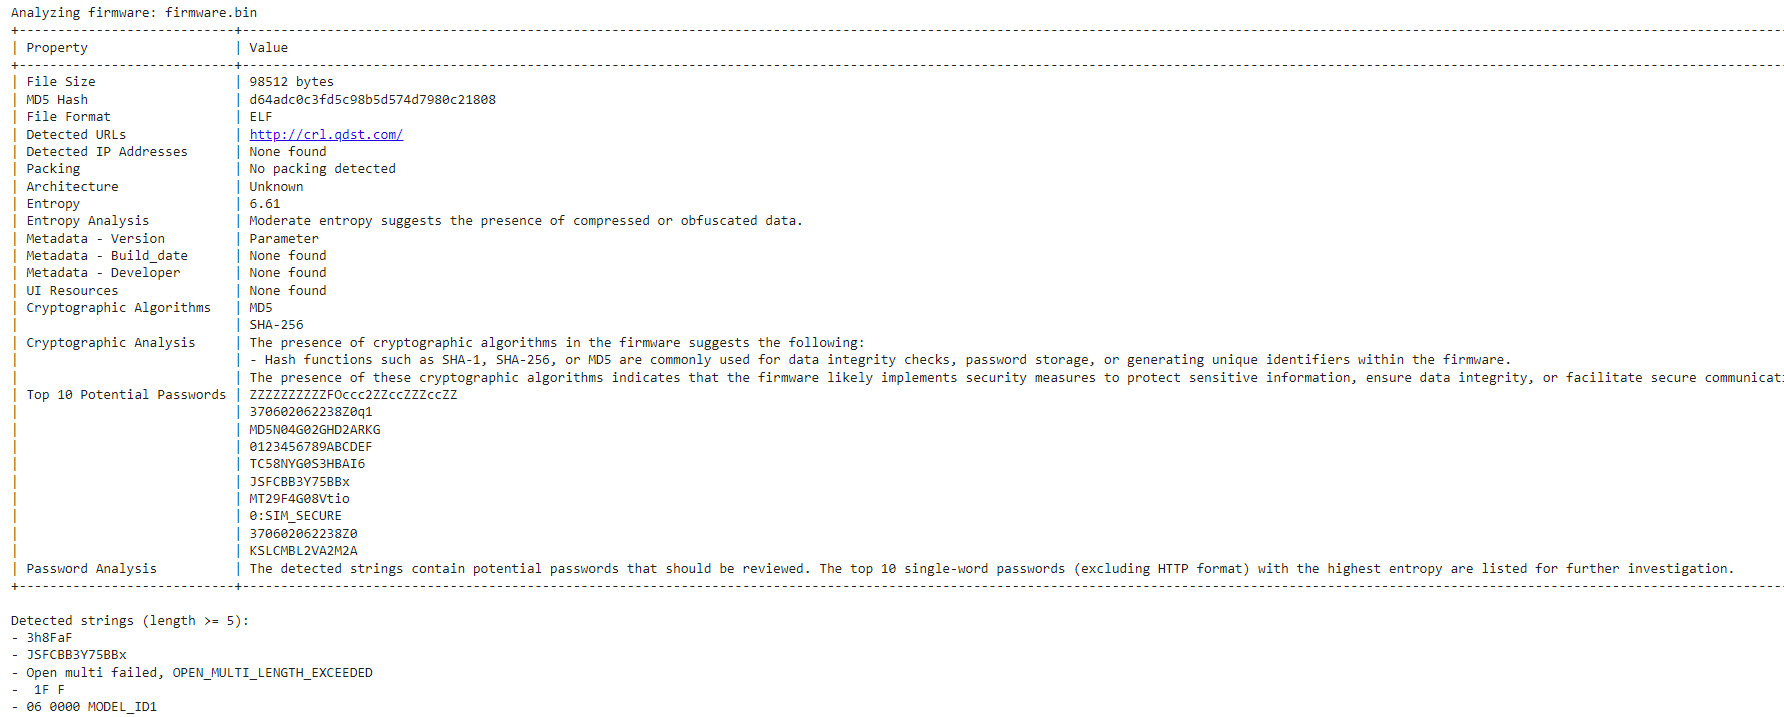 Analyzing firmware: firmware.bin
| Property | Value
| File Size | 98512 bytes
| MD5 Hash | d64adc0c3fd5c98b5d574d7980c21808
| File Format | ELF
| Detected URLs | http://crl.qdst.com/
| Detected IP Addresses | None found
| Packing | No packing detected
| Architecture | Unknown
| Entropy | 6.61
| Entropy Analysis | Moderate entropy suggests the presence of compressed or obfuscated data.
| Metadata - Version | Parameter
| Metadata - Build_date | None found
| Metadata - Developer | None found
| UI Resources | None found
| Cryptographic Algorithms | MD5
| | SHA-256
| Cryptographic Analysis | The presence of cryptographic algorithms in the firmware suggests the following:
| | - Hash functions such as SHA-1, SHA-256, or MD5 are commonly used for data integrity checks, password storage, or generating unique identifiers within the firmware.
| | The presence of these cryptographic algorithms indicates that the firmware likely implements security measures to protect sensitive information, ensure data integrity, or facilitate secure communicati
| Top 10 Potential Passwords | ZZZZZZZZZZFOccc2ZZccZZZccZZ
| | 370602062238Z0q1
| | MD5N04G02GHD2ARKG
| | 0123456789ABCDEF
| | TC58NYG0S3HBAI6
| | JSFCBB3Y75BBx
| | MT29F4G08Vtio
| | 0:SIM_SECURE
| | 370602062238Z0
| | KSLCMBL2VA2M2A
| Password Analysis | The detected strings contain potential passwords that should be reviewed. The top 10 single-word passwords (excluding HTTP format) with the highest entropy are listed for further investigation.
Detected strings (length >= 5):
- 3h8FaF
- JSFCBB3Y75BBx
- Open multi failed, OPEN_MULTI_LENGTH_EXCEEDED
-  1F F
- 06 0000 MODEL_ID1